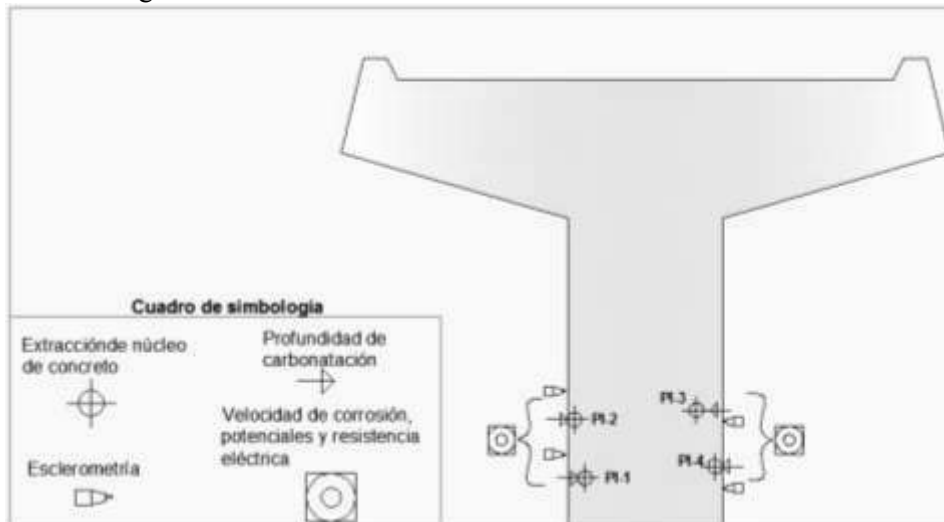 Cuadro de simbología
Extracciónde núcleo
de concreto
Profundidad de
carbonatación
Velocidad de corrosión,
potenciales y resistencia
eléctrica
Esclerometría
PI-3
PI-2
PI-4
PI-1